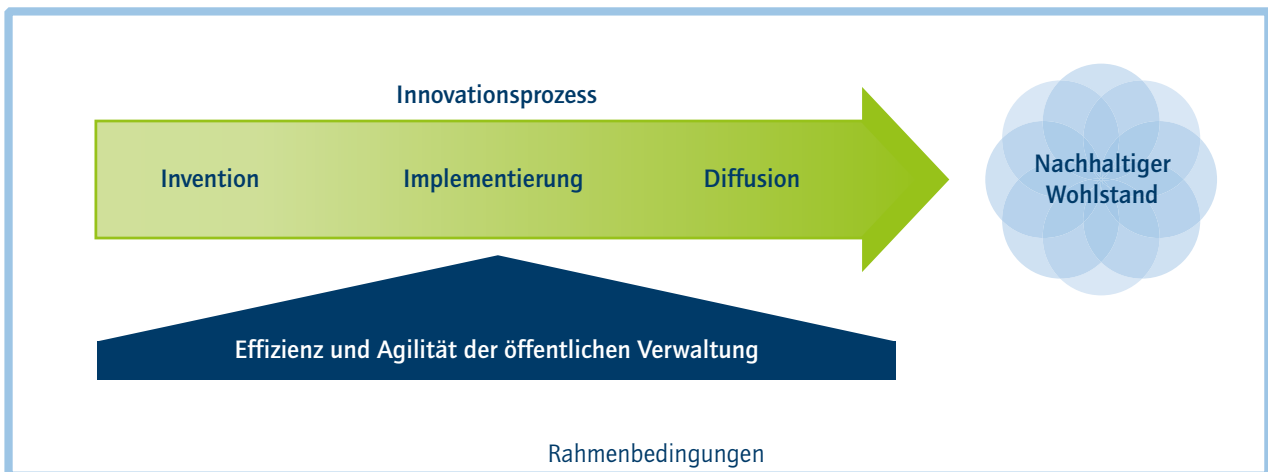 Innovationsprozess
Invention
Implementierung
Diffusion
Nachhaltiger
Wohlstand
Effizienz und Agilität der öffentlichen Verwaltung
Rahmenbedingungen